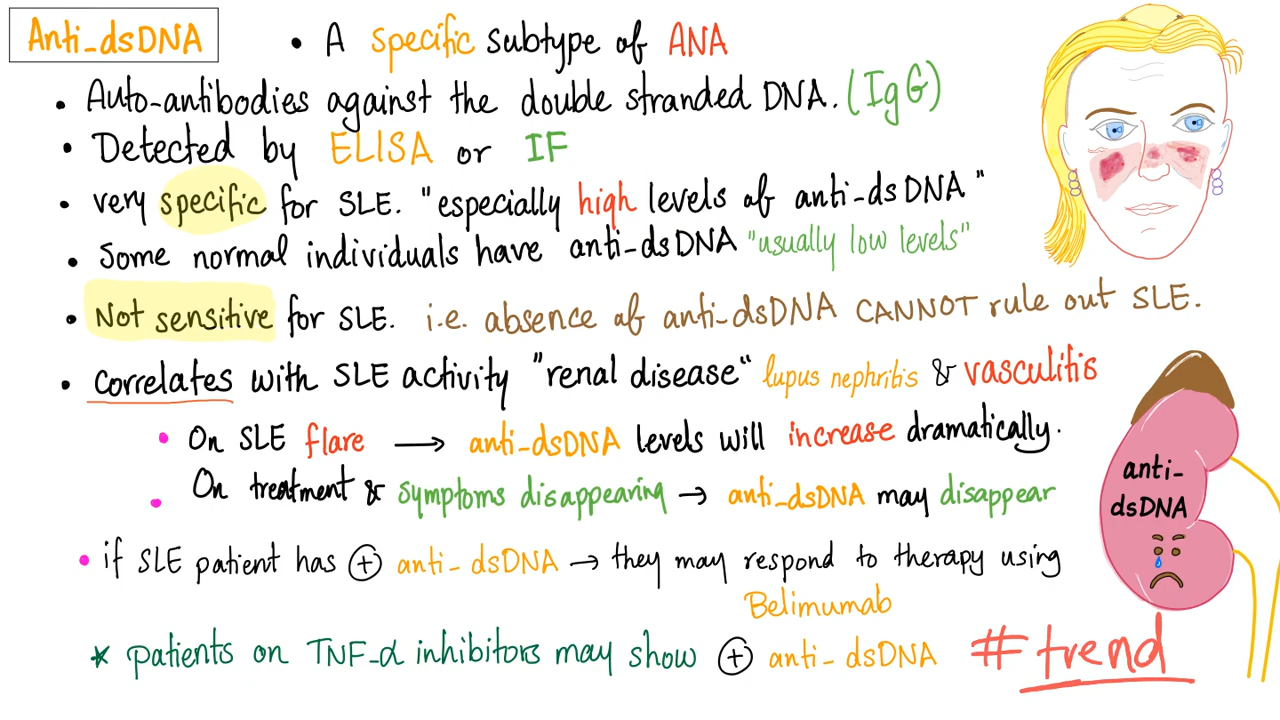 Anti-dsDNA
• A specific subtype of ANA
• Auto-antibodies against the double stranded DNA. (IgG)
• Detected by ELISA or IF
• very specific for SLE. "especially high levels of anti-dsDNA"
• Some normal individuals have anti-dsDNA "usually low levels"
• Not sensitive for SLE. i.e. absence of anti-dsDNA CANNOT rule out SLE.
• correlates with SLE activity "renal disease" lupus nephritis & vasculitis
• On SLE flare → anti-dsDNA levels will increase dramatically.
• On treatment & symptoms disappearing → anti-dsDNA may disappear
• if SLE patient has ⊕ anti-dsDNA → they may respond to therapy using
Belimumab
* patients on TNF-α inhibitors may show ⊕ anti-dsDNA #trend
anti-
dsDNA